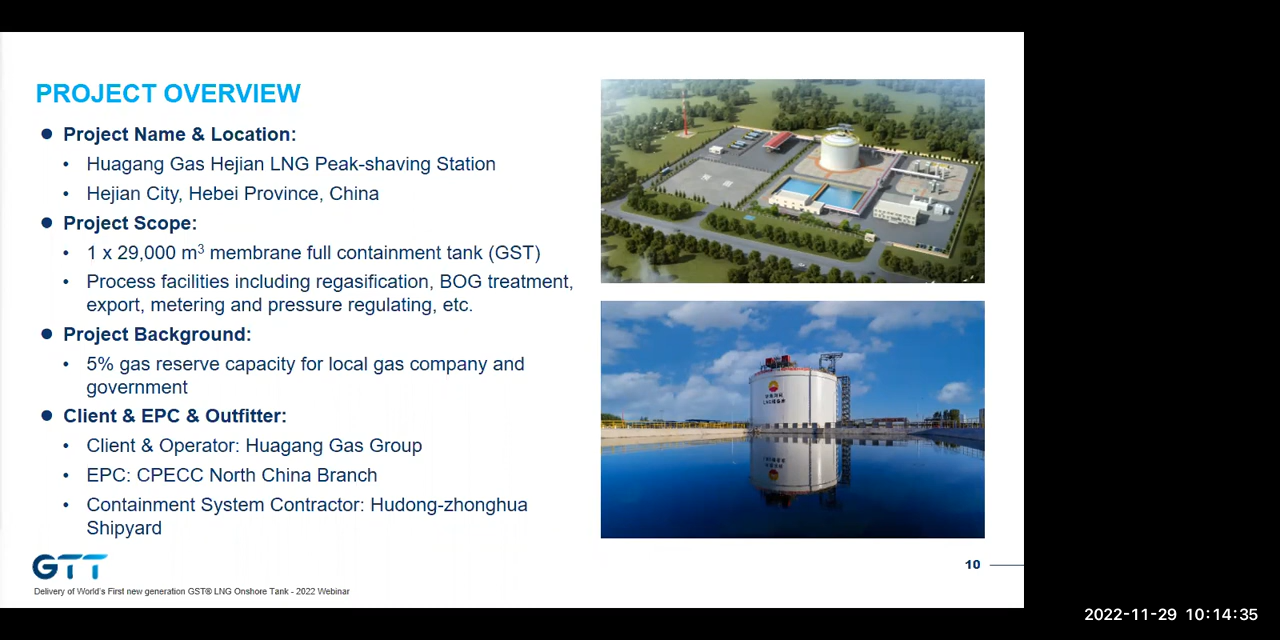 PROJECT OVERVIEW
● Project Name & Location:
• Huagang Gas Hejian LNG Peak-shaving Station
• Hejian City, Hebei Province, China
● Project Scope:
• 1 x 29,000 m³ membrane full containment tank (GST)
• Process facilities including regasification, BOG treatment,
export, metering and pressure regulating, etc.
● Project Background:
• 5% gas reserve capacity for local gas company and
government
● Client & EPC & Outfitter:
• Client & Operator: Huagang Gas Group
• EPC: CPECC North China Branch
• Containment System Contractor: Hudong-zhonghua
Shipyard
GTT
Delivery of World's First new generation GST® LNG Onshore Tank - 2022 Webinar
10
2022-11-29 10:14:35